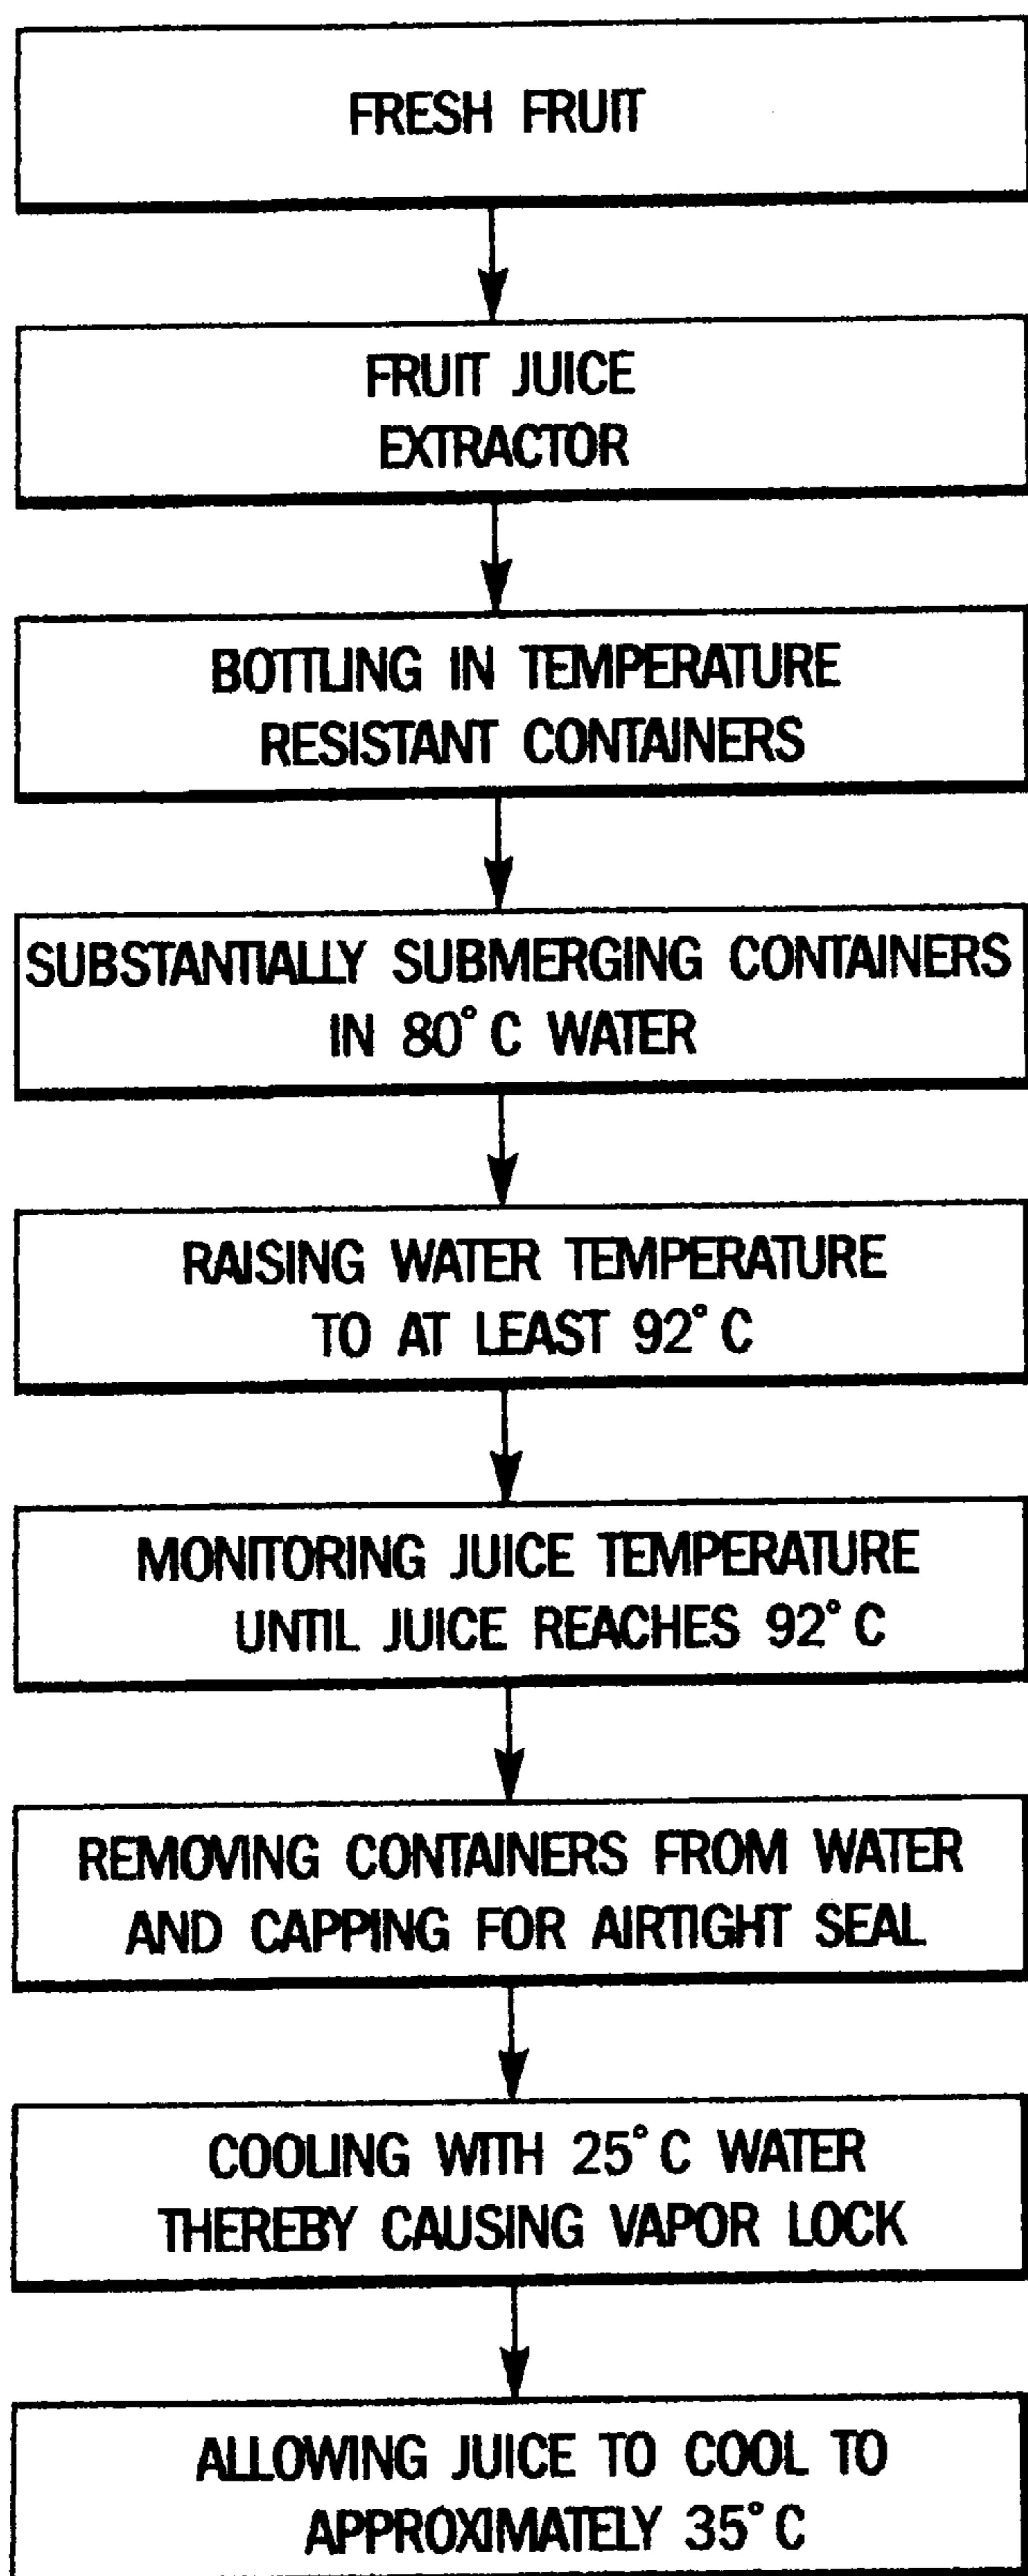 FRESH FRUIT
FRUIT JUICE
EXTRACTOR
BOTTLING IN TEMPERATURE
RESISTANT CONTAINERS
SUBSTANTIALLY SUBMERGING CONTAINERS
IN 80°C WATER
RAISING WATER TEMPERATURE
TO AT LEAST 92°C
MONITORING JUICE TEMPERATURE
UNTIL JUICE REACHES 92°C
REMOVING CONTAINERS FROM WATER
AND CAPPING FOR AIRTIGHT SEAL
COOLING WITH 25°C WATER
THEREBY CAUSING VAPOR LOCK
ALLOWING JUICE TO COOL TO
APPROXIMATELY 35°C